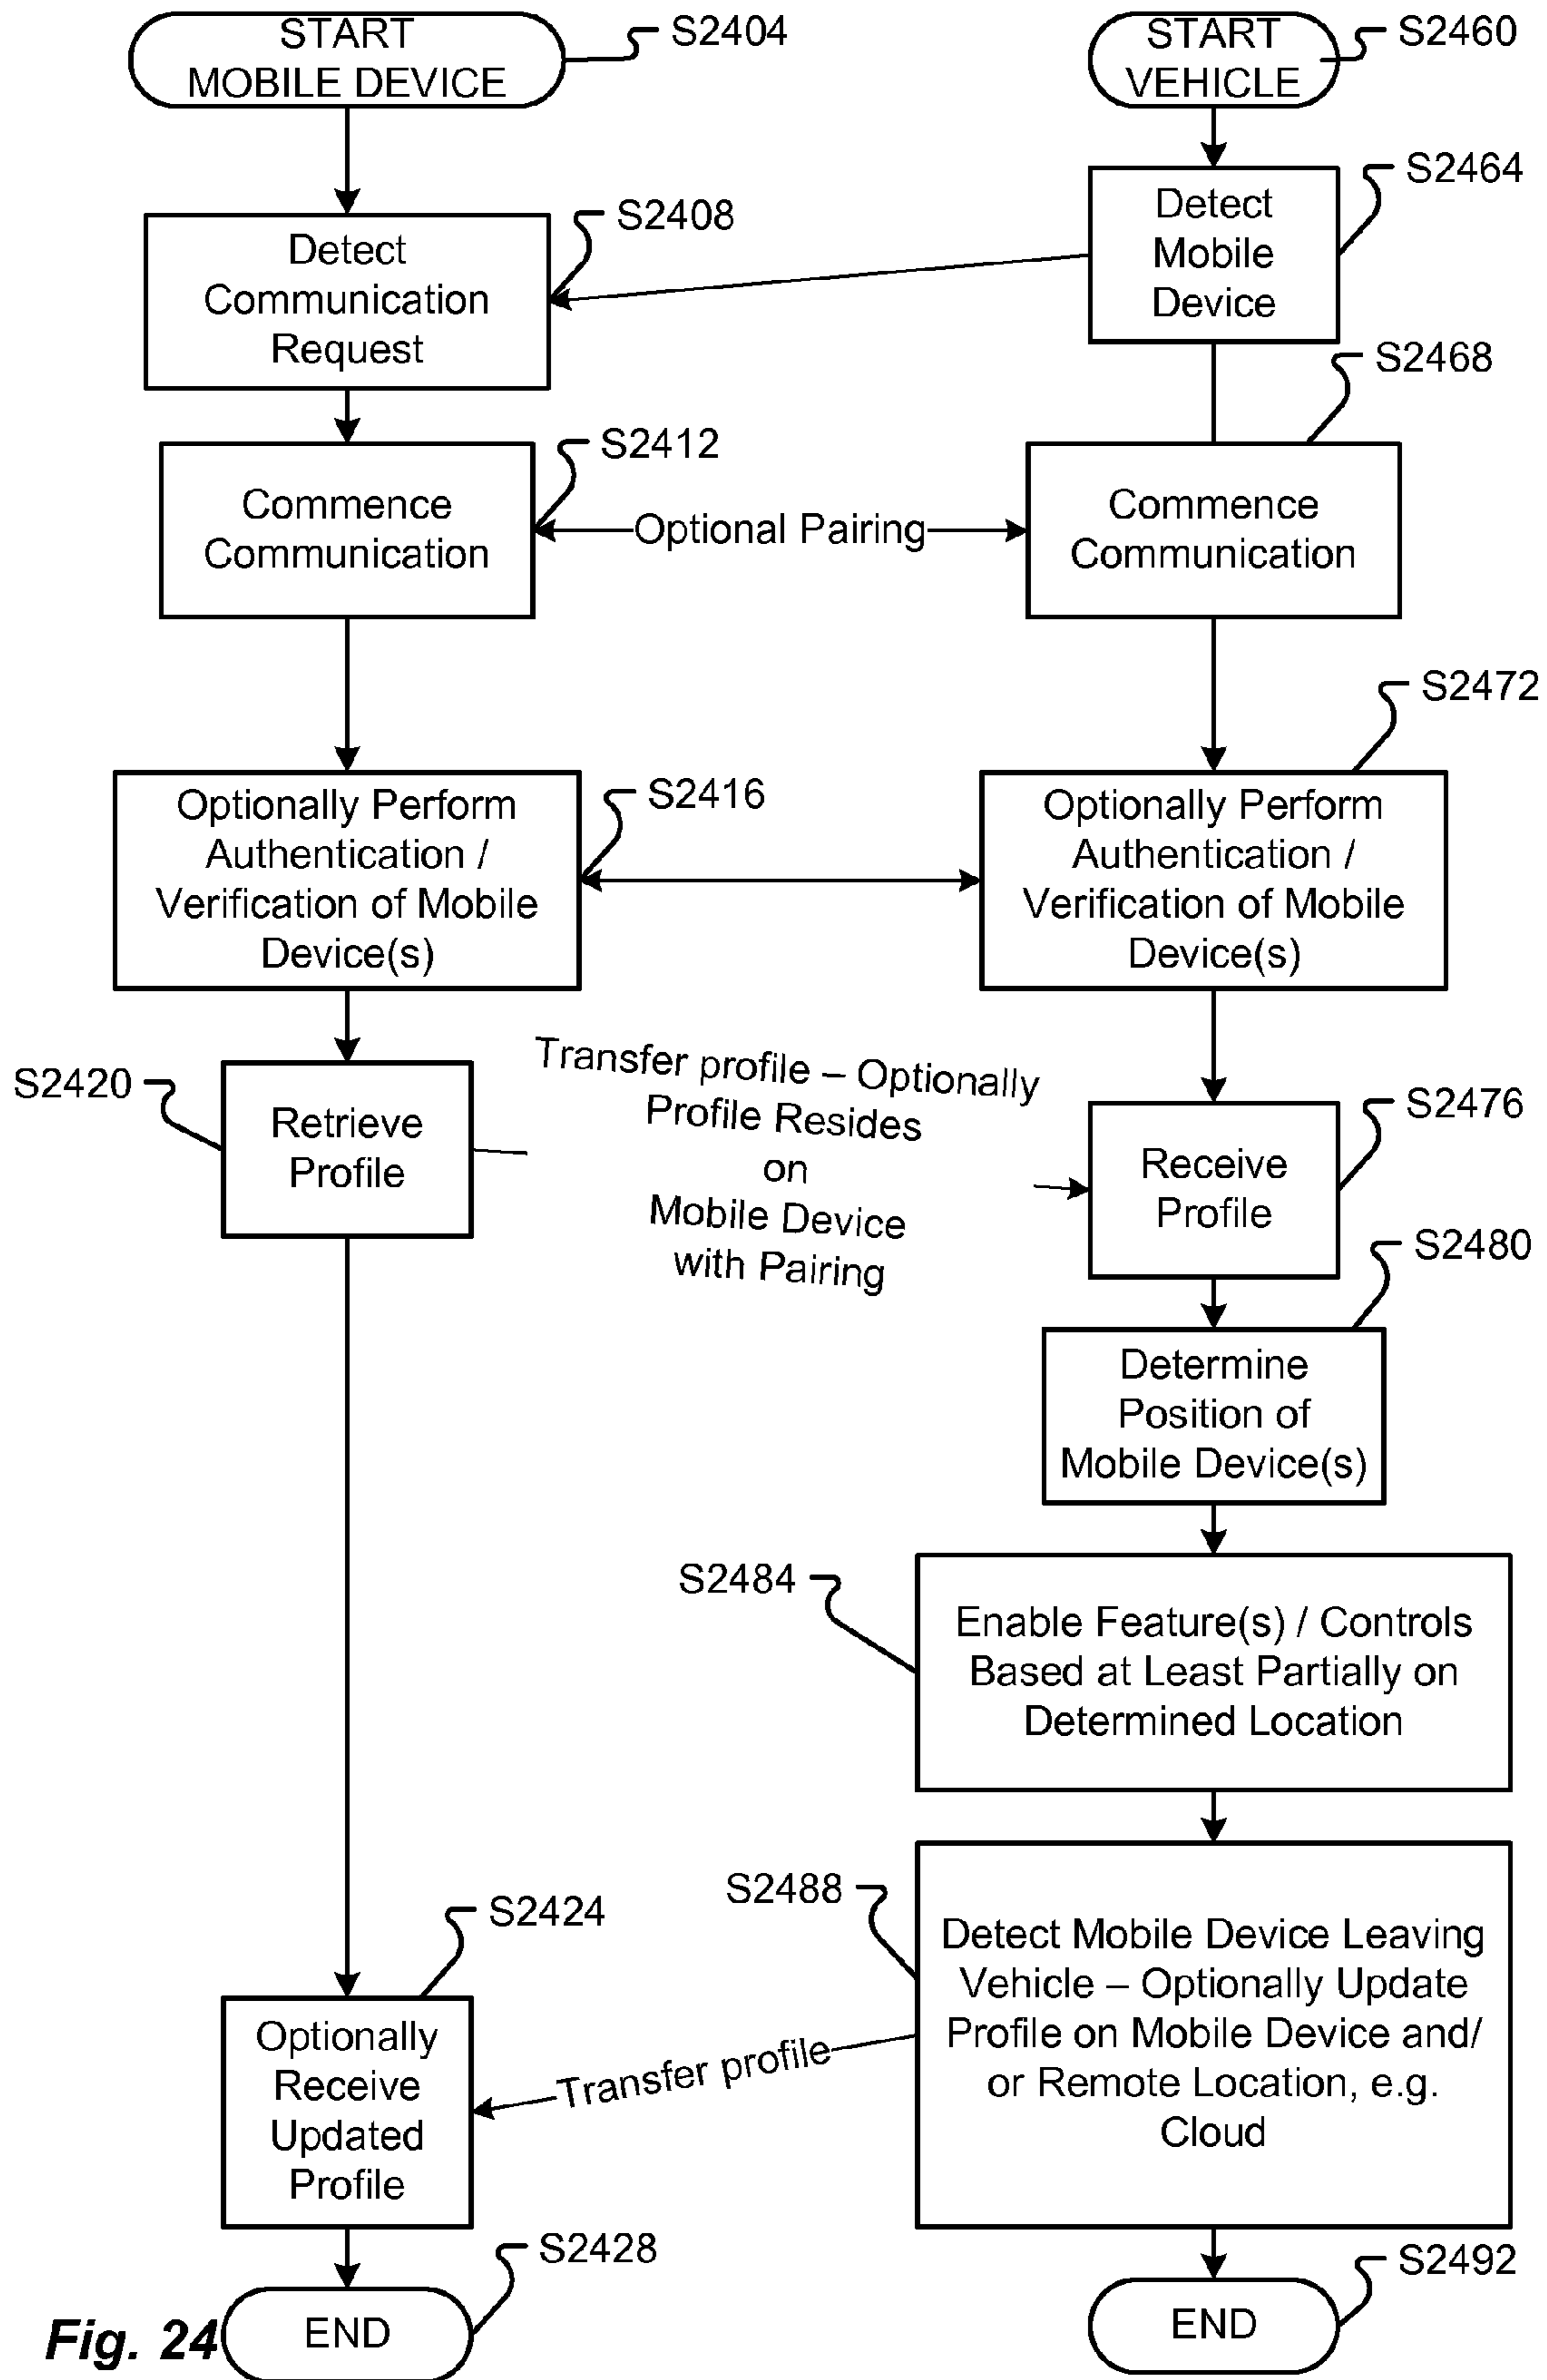 START
MOBILE DEVICE
S2404
START
VEHICLE
S2460
Detect
Mobile
Device
S2464
Detect
Communication
Request
S2408
S2468
Commence
Communication
S2412
Optional Pairing
Commence
Communication
S2472
Optionally Perform
Authentication /
Verification of Mobile
Device(s)
S2416
Optionally Perform
Authentication /
Verification of Mobile
Device(s)
S2420
Retrieve
Profile
Transfer profile – Optionally
Profile Resides
on
Mobile Device
with Pairing
Receive
Profile
S2476
S2480
Determine
Position of
Mobile Device(s)
S2484
Enable Feature(s) / Controls
Based at Least Partially on
Determined Location
S2488
Detect Mobile Device Leaving
Vehicle – Optionally Update
Profile on Mobile Device and/
or Remote Location, e.g.
Cloud
S2424
Optionally
Receive
Updated
Profile
Transfer profile
S2428
END
S2492
END
Fig. 24